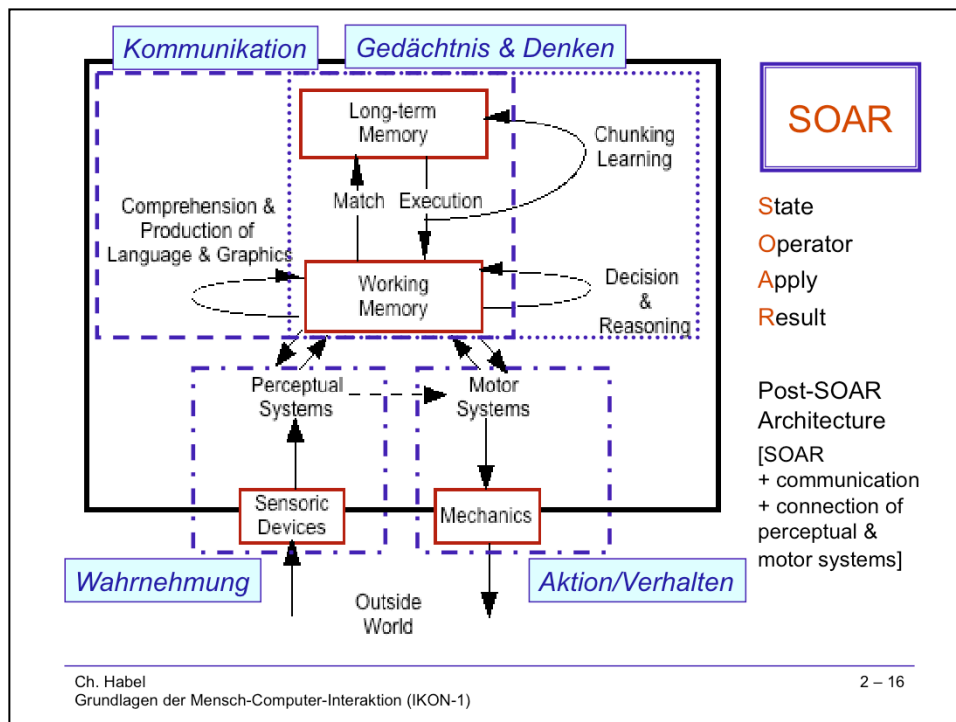 Kommunikation
Gedächtnis & Denken
Long-term
Memory
Chunking
Learning
Match
Execution
Comprehension &
Production of
Language & Graphics
Working
Memory
Decision
&
Reasoning
Perceptual
Systems
Motor
Systems
Sensoric
Devices
Mechanics
Wahrnehmung
Aktion/Verhalten
Outside
World
SOAR
State
Operator
Apply
Result
Post-SOAR
Architecture
[SOAR
+ communication
+ connection of
perceptual &
motor systems]
Ch. Habel
Grundlagen der Mensch-Computer-Interaktion (IKON-1)
2 – 16